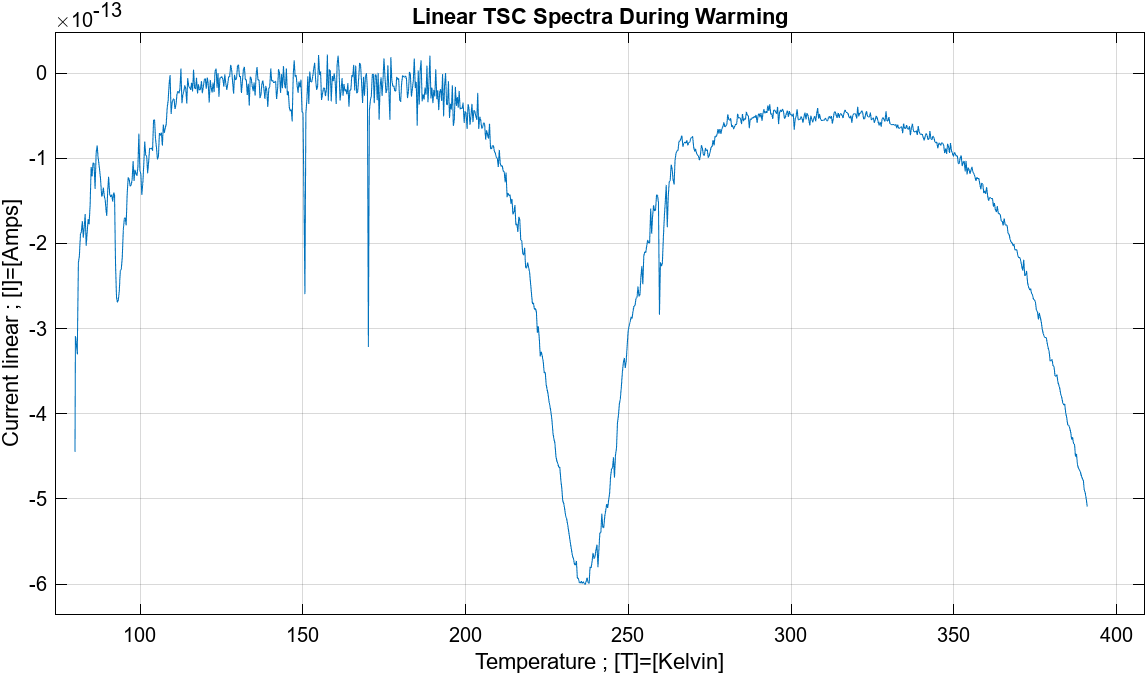 Linear TSC Spectra During Warming
×10-13
0
-1
-2
-3
-4
-5
-6
Current linear ; [I]=[Amps]
100 150 200 250 300 350 400
Temperature ; [T]=[Kelvin]